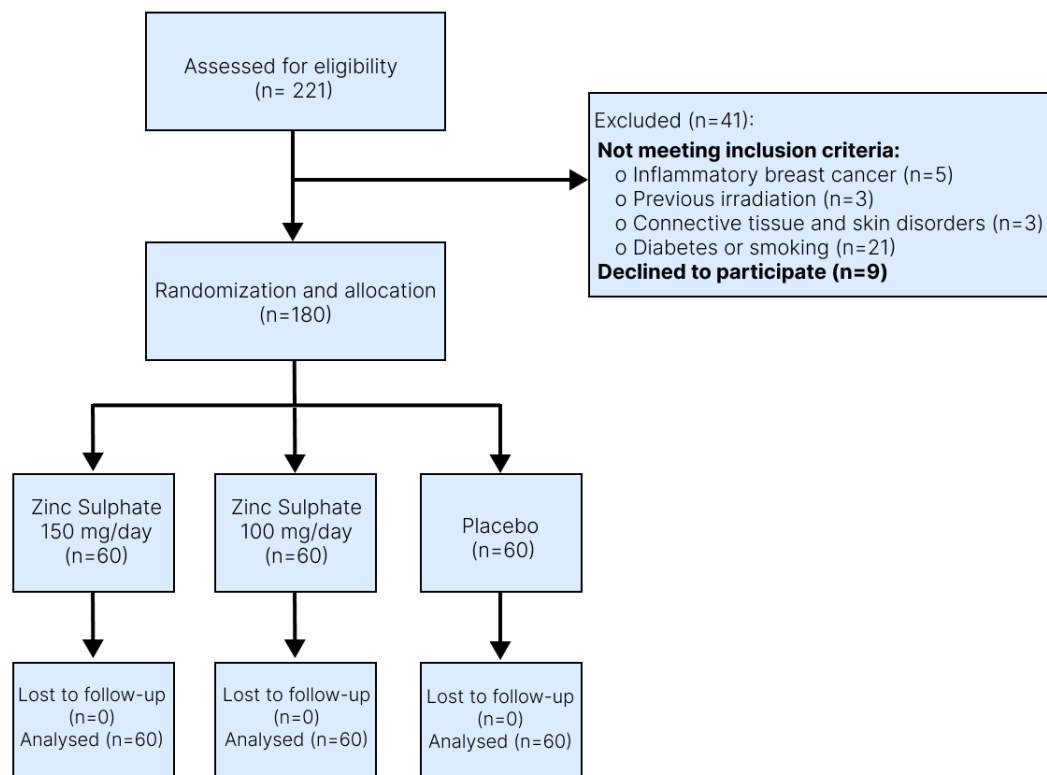 Assessed for eligibility
(n= 221)
Excluded (n=41):
Not meeting inclusion criteria:
o Inflammatory breast cancer (n=5)
o Previous irradiation (n=3)
o Connective tissue and skin disorders (n=3)
o Diabetes or smoking (n=21)
Declined to participate (n=9)
Randomization and allocation
(n=180)
Zinc Sulphate
150 mg/day
(n=60)
Zinc Sulphate
100 mg/day
(n=60)
Placebo
(n=60)
Lost to follow-up
(n=0)
Analysed (n=60)
Lost to follow-up
(n=0)
Analysed (n=60)
Lost to follow-up
(n=0)
Analysed (n=60)